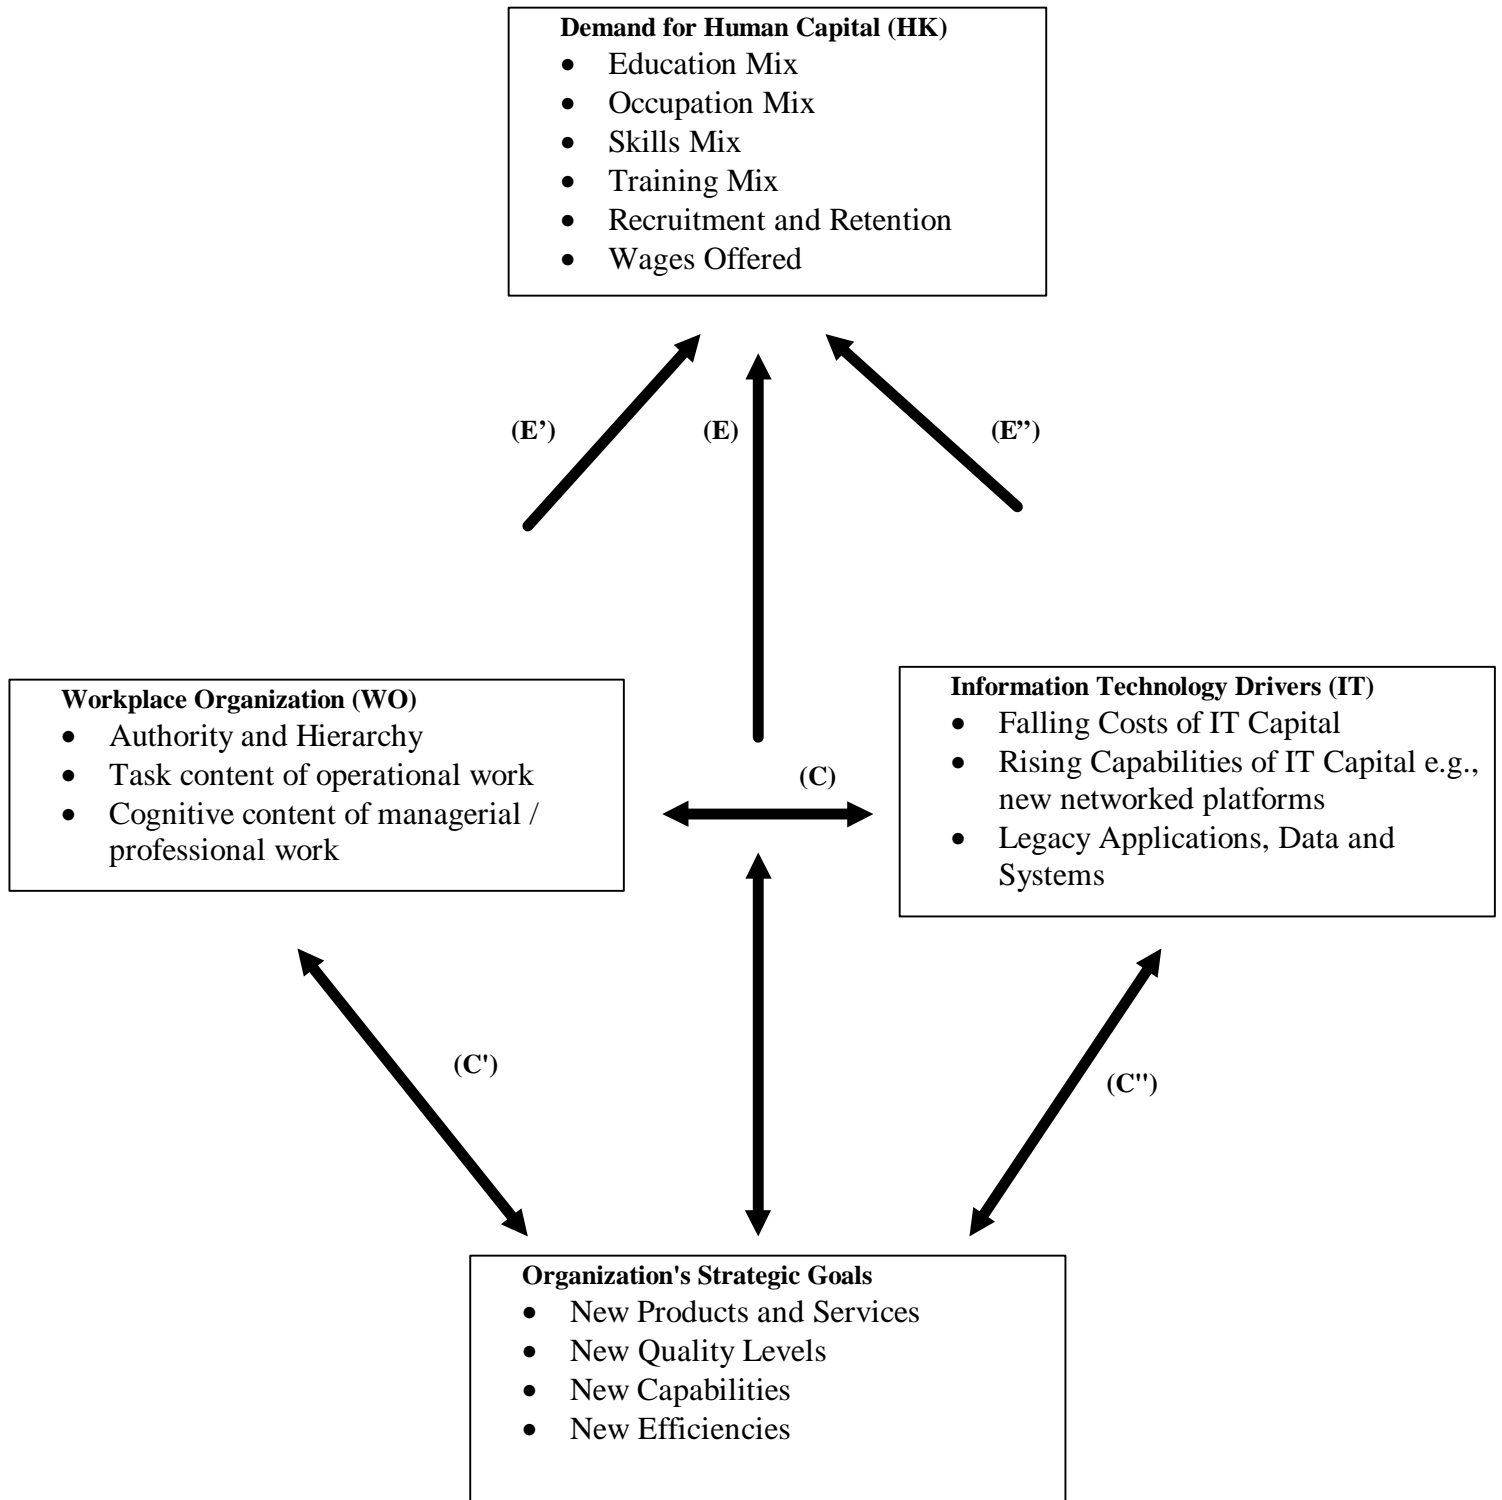 Demand for Human Capital (HK)
• Education Mix
• Occupation Mix
• Skills Mix
• Training Mix
• Recruitment and Retention
• Wages Offered
(E’)
(E)
(E”)
Workplace Organization (WO)
• Authority and Hierarchy
• Task content of operational work
• Cognitive content of managerial /
professional work
(C)
Information Technology Drivers (IT)
• Falling Costs of IT Capital
• Rising Capabilities of IT Capital e.g.,
new networked platforms
• Legacy Applications, Data and
Systems
(C')
(C'')
Organization's Strategic Goals
• New Products and Services
• New Quality Levels
• New Capabilities
• New Efficiencies